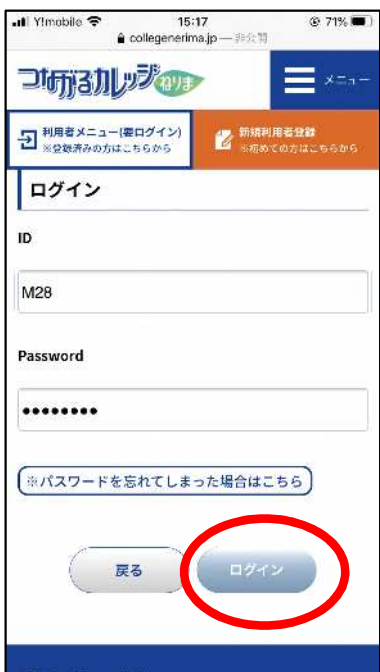 Y!mobile 15:17 71%
collegenerima.jp — 非公開
つながるカレッジねりま
メニュー
利用者メニュー(要ログイン)
※登録済みの方はこちらから
新規利用者登録
※初めての方はこちらから
ログイン
ID
M28
Password
●●●●●●●●
※パスワードを忘れてしまった場合はこちら
戻る
ログイン